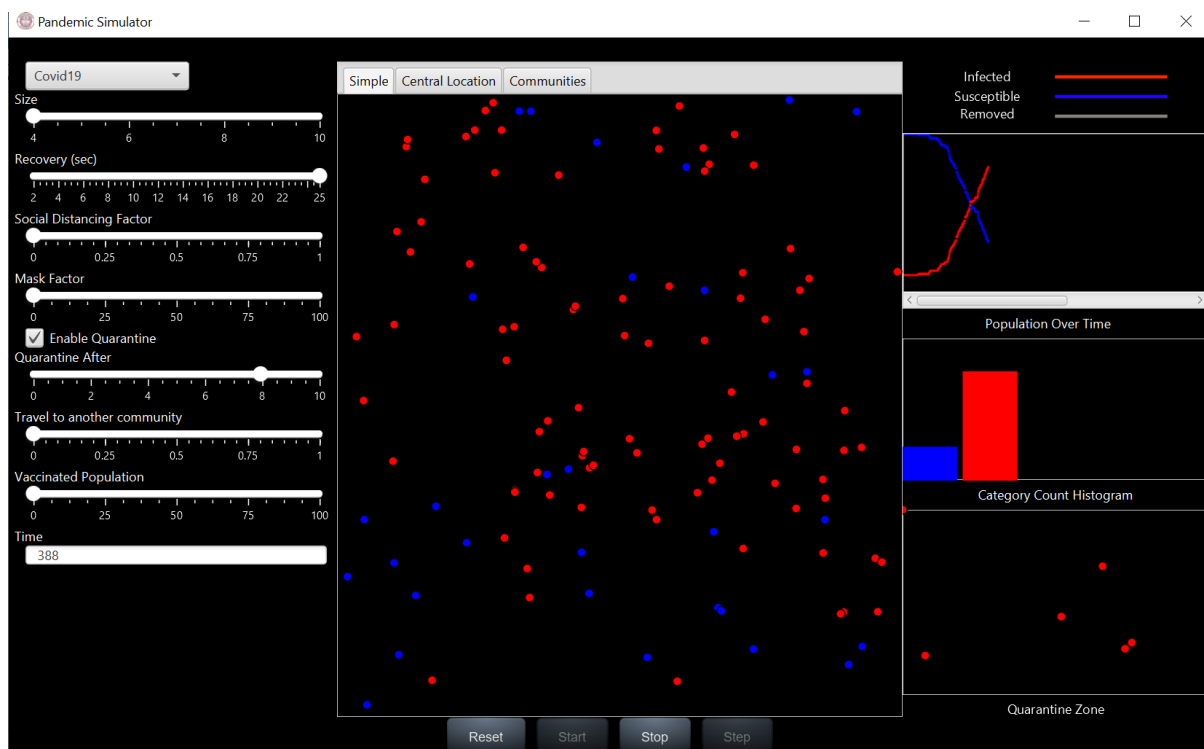 Pandemic Simulator
Covid19
Size
4 6 8 10
Recovery (sec)
2 4 6 8 10 12 14 16 18 20 22 25
Social Distancing Factor
0 0.25 0.5 0.75 1
Mask Factor
0 25 50 75 100
Enable Quarantine
Quarantine After
0 2 4 6 8 10
Travel to another community
0 0.25 0.5 0.75 1
Vaccinated Population
0 25 50 75 100
Time
388
Simple Central Location Communities
Reset Start Stop Step
Infected
Susceptible
Removed
Population Over Time
Category Count Histogram
Quarantine Zone